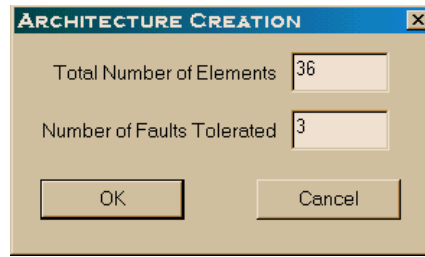 ARCHITECTURE CREATION
Total Number of Elements 36
Number of Faults Tolerated 3
OK Cancel